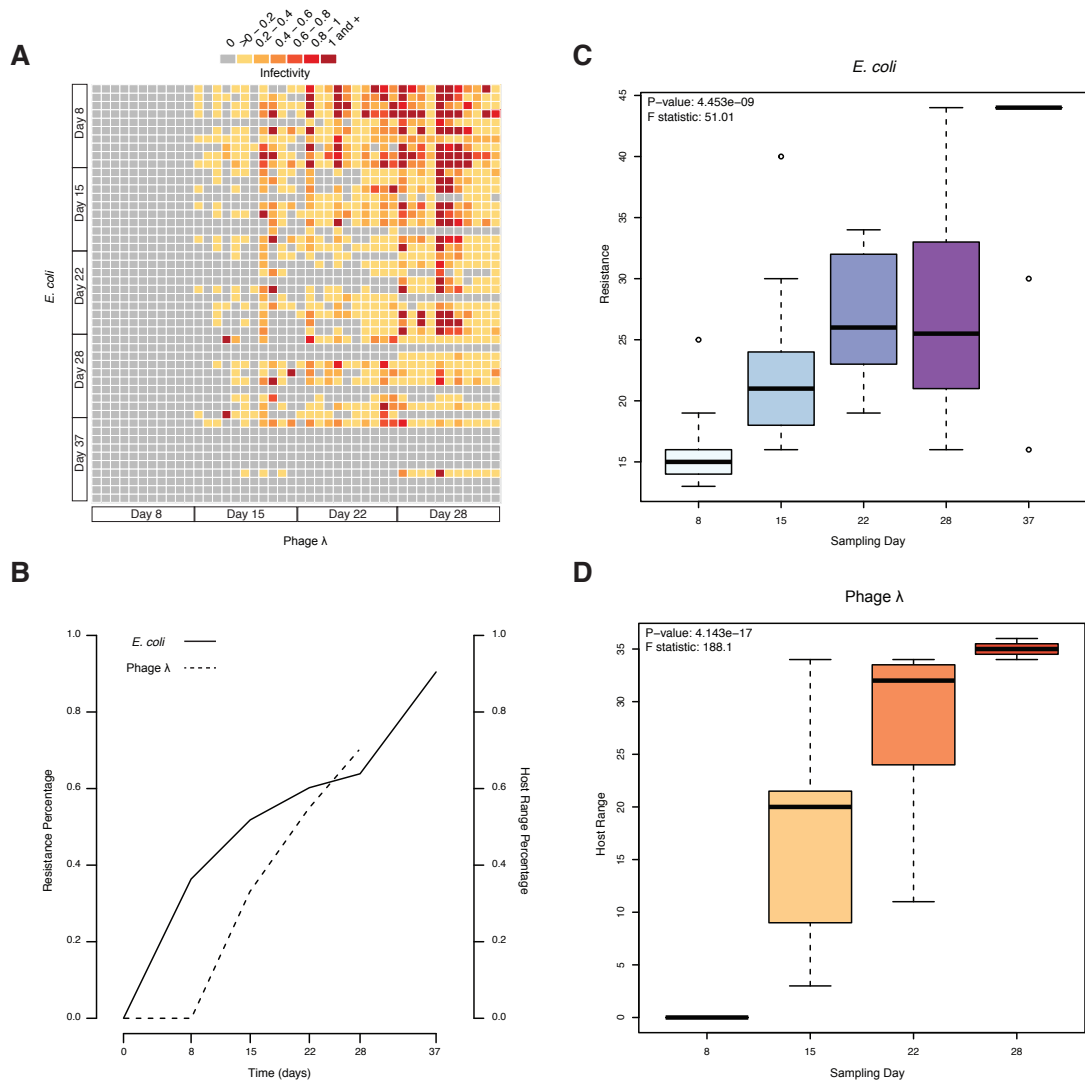 A
0
>0 – 0.2
0.2 – 0.4
0.4 – 0.6
0.6 – 0.8
0.8 – 1
1 and +
Infectivity
E. coli
Day 8
Day 15
Day 22
Day 28
Day 37
Day 8 Day 15 Day 22 Day 28
Phage λ
B
E. coli
Phage λ
Resistance Percentage
1.0
0.8
0.6
0.4
0.2
0.0
Host Range Percentage
1.0
0.8
0.6
0.4
0.2
0.0
0 8 15 22 28 37
Time (days)
C
E. coli
P−value: 4.453e−09
F statistic: 51.01
Resistance
45
40
35
30
25
20
15
8 15 22 28 37
Sampling Day
D
Phage λ
P−value: 4.143e−17
F statistic: 188.1
Host Range
35
30
25
20
15
10
5
0
8 15 22 28
Sampling Day